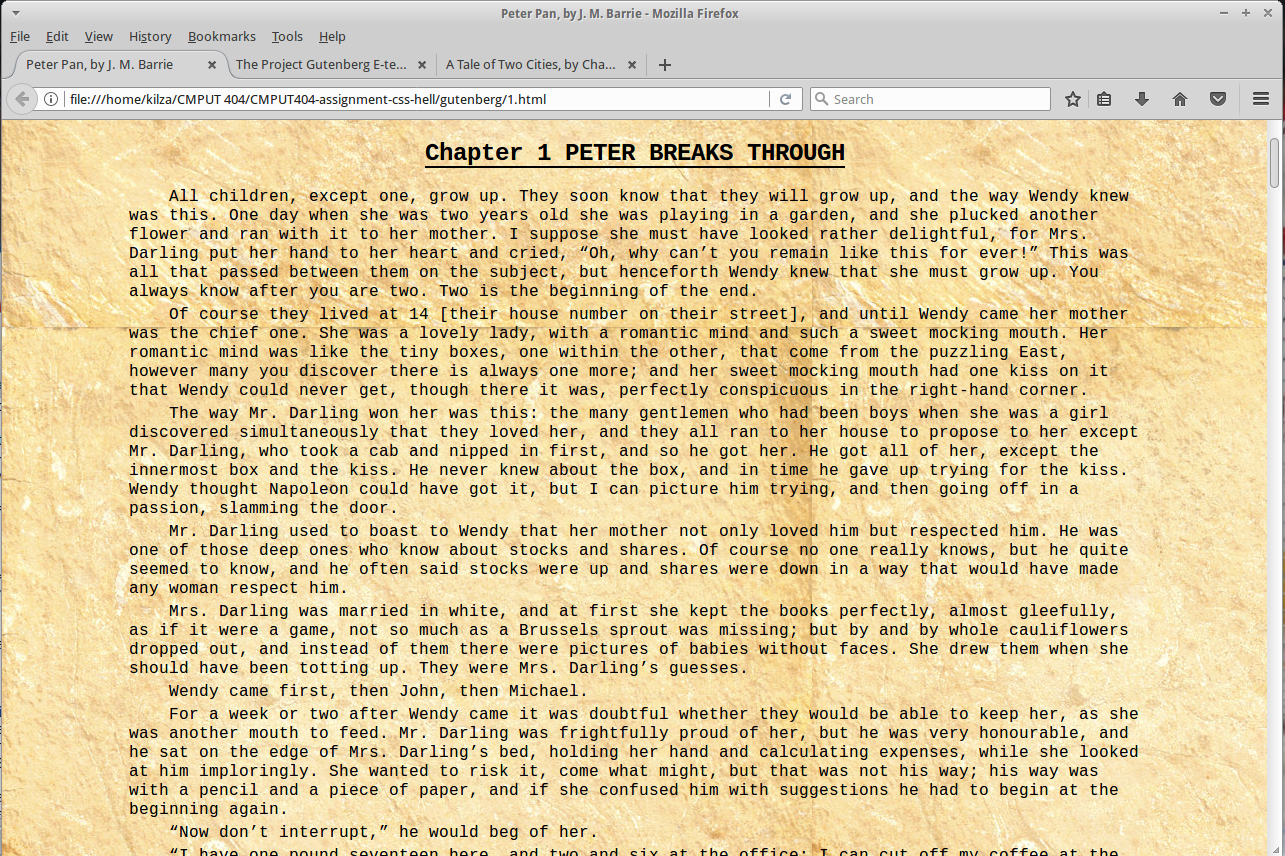 Peter Pan, by J. M. Barrie - Mozilla Firefox
File Edit View History Bookmarks Tools Help
Peter Pan, by J. M. Barrie The Project Gutenberg E-te... A Tale of Two Cities, by Cha...
file:///home/kilza/CMPUT 404/CMPUT404-assignment-css-hell/gutenberg/1.html Search
Chapter 1 PETER BREAKS THROUGH
All children, except one, grow up. They soon know that they will grow up, and the way Wendy knew
was this. One day when she was two years old she was playing in a garden, and she plucked another
flower and ran with it to her mother. I suppose she must have looked rather delightful, for Mrs.
Darling put her hand to her heart and cried, “Oh, why can’t you remain like this for ever!” This was
all that passed between them on the subject, but henceforth Wendy knew that she must grow up. You
always know after you are two. Two is the beginning of the end.
Of course they lived at 14 [their house number on their street], and until Wendy came her mother
was the chief one. She was a lovely lady, with a romantic mind and such a sweet mocking mouth. Her
romantic mind was like the tiny boxes, one within the other, that come from the puzzling East,
however many you discover there is always one more; and her sweet mocking mouth had one kiss on it
that Wendy could never get, though there it was, perfectly conspicuous in the right-hand corner.
The way Mr. Darling won her was this: the many gentlemen who had been boys when she was a girl
discovered simultaneously that they loved her, and they all ran to her house to propose to her except
Mr. Darling, who took a cab and nipped in first, and so he got her. He got all of her, except the
innermost box and the kiss. He never knew about the box, and in time he gave up trying for the kiss.
Wendy thought Napoleon could have got it, but I can picture him trying, and then going off in a
passion, slamming the door.
Mr. Darling used to boast to Wendy that her mother not only loved him but respected him. He was
one of those deep ones who know about stocks and shares. Of course no one really knows, but he quite
seemed to know, and he often said stocks were up and shares were down in a way that would have made
any woman respect him.
Mrs. Darling was married in white, and at first she kept the books perfectly, almost gleefully,
as if it were a game, not so much as a Brussels sprout was missing; but by and by whole cauliflowers
dropped out, and instead of them there were pictures of babies without faces. She drew them when she
should have been totting up. They were Mrs. Darling’s guesses.
Wendy came first, then John, then Michael.
For a week or two after Wendy came it was doubtful whether they would be able to keep her, as she
was another mouth to feed. Mr. Darling was frightfully proud of her, but he was very honourable, and
he sat on the edge of Mrs. Darling’s bed, holding her hand and calculating expenses, while she looked
at him imploringly. She wanted to risk it, come what might, but that was not his way; his way was
with a pencil and a piece of paper, and if she confused him with suggestions he had to begin at the
beginning again.
“Now don’t interrupt,” he would beg of her.
“I have one pound seventeen here, and two and six at the office; I can cut off my coffee at the